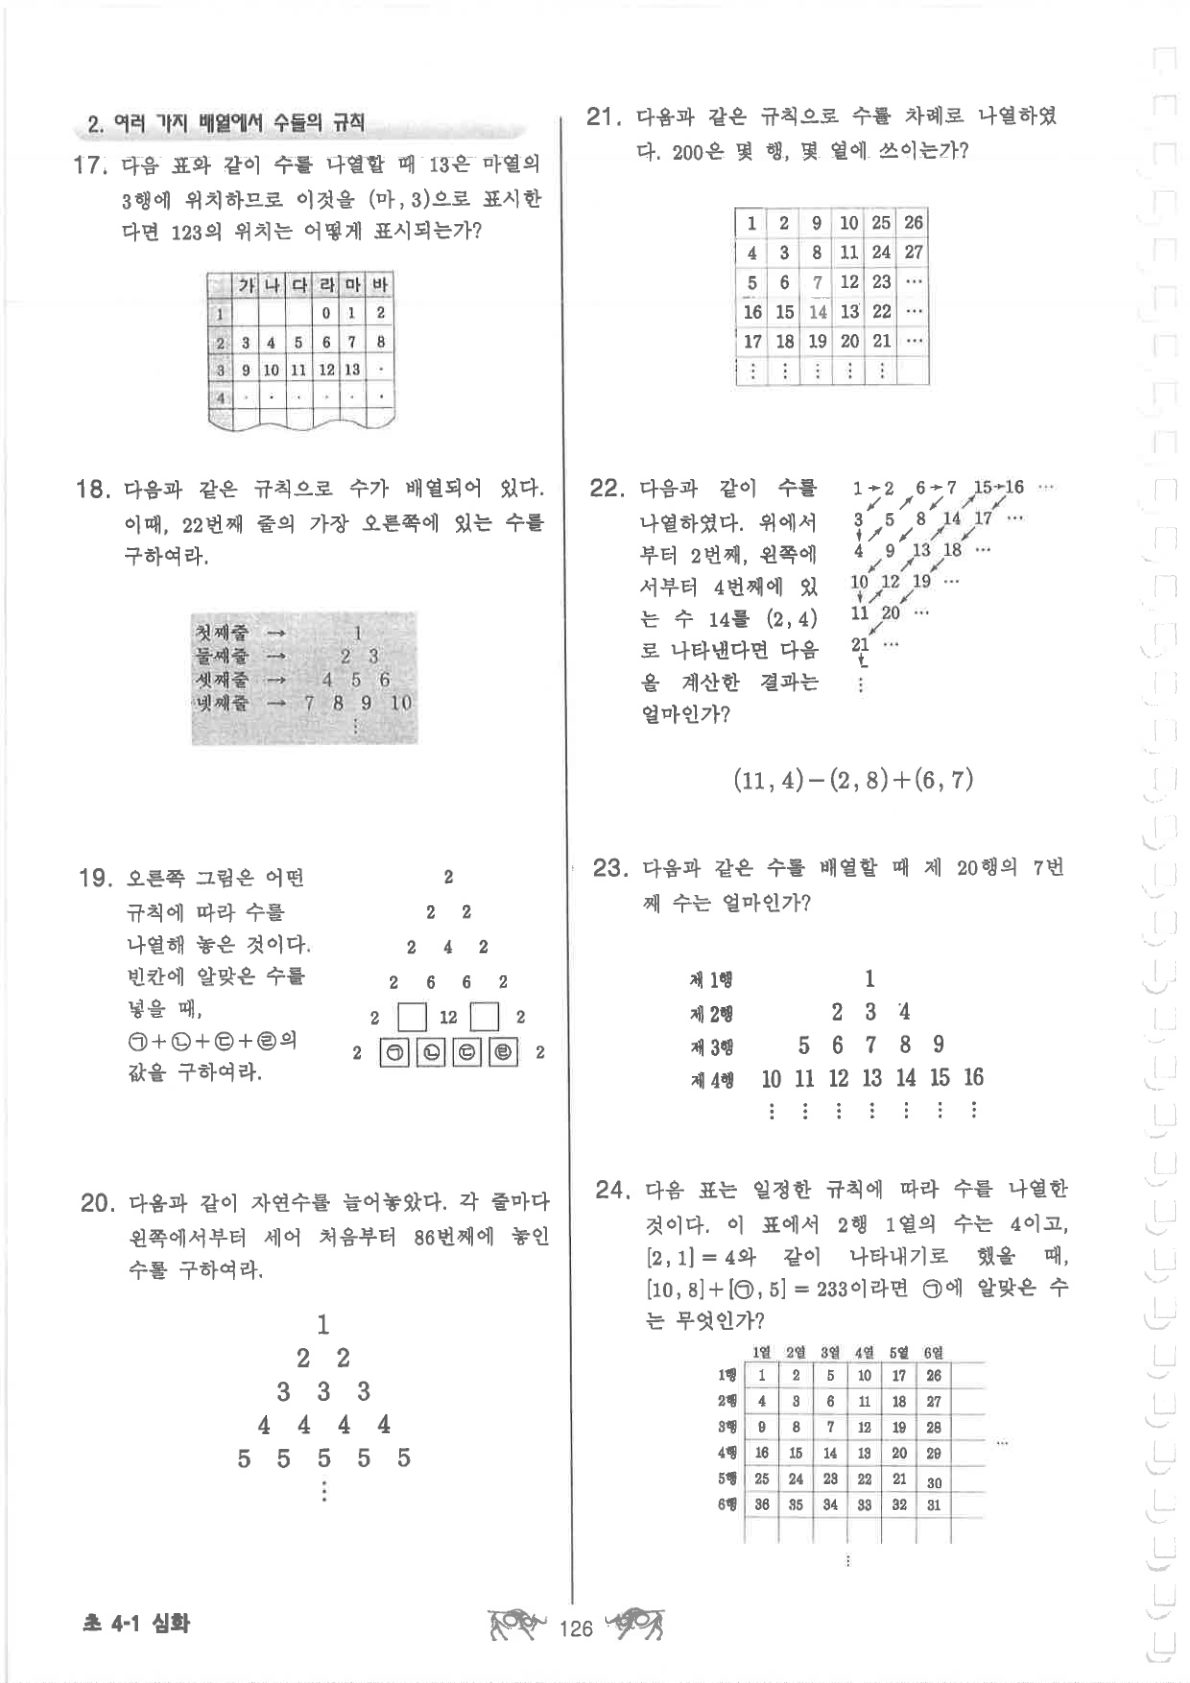 2. 여러 가지 배열에서 수들의 규칙
17. 다음 표와 같이 수를 나열할 때 13은 마열의
3행에 위치하므로 이것을 (마, 3)으로 표시한
다면 123의 위치는 어떻게 표시되는가?
가 나 다 라 마 바
1 0 1 2
2 3 4 5 6 7 8
3 9 10 11 12 13 ·
4 · · · · · ·
18. 다음과 같은 규칙으로 수가 배열되어 있다.
이때, 22번째 줄의 가장 오른쪽에 있는 수를
구하여라.
첫째줄 → 1
둘째줄 → 2 3
셋째줄 → 4 5 6
넷째줄 → 7 8 9 10
⋮
19. 오른쪽 그림은 어떤
규칙에 따라 수를
나열해 놓은 것이다.
빈칸에 알맞은 수를
넣을 때,
㉠+㉡+㉢+㉣의
값을 구하여라.
2
2 2
2 4 2
2 6 6 2
2 □ 12 □ 2
2 ㉠ ㉡ ㉢ ㉣ 2
20. 다음과 같이 자연수를 늘어놓았다. 각 줄마다
왼쪽에서부터 세어 처음부터 86번째에 놓인
수를 구하여라.
1
2 2
3 3 3
4 4 4 4
5 5 5 5 5
⋮
21. 다음과 같은 규칙으로 수를 차례로 나열하였
다. 200은 몇 행, 몇 열에 쓰이는가?
1 2 9 10 25 26
4 3 8 11 24 27
5 6 7 12 23 ⋯
16 15 14 13 22 ⋯
17 18 19 20 21 ⋯
⋮ ⋮ ⋮ ⋮ ⋮
22. 다음과 같이 수를
나열하였다. 위에서
부터 2번째, 왼쪽에
서부터 4번째에 있
는 수 14를 (2, 4)
로 나타낸다면 다음
을 계산한 결과는
얼마인가?
1→2 6→7 15→16 ⋯
3 5 8 14 17 ⋯
4 9 13 18 ⋯
10 12 19 ⋯
11 20 ⋯
21 ⋯
⋮
(11, 4)-(2, 8)+(6, 7)
23. 다음과 같은 수를 배열할 때 제 20행의 7번
째 수는 얼마인가?
제 1행 1
제 2행 2 3 4
제 3행 5 6 7 8 9
제 4행 10 11 12 13 14 15 16
⋮ ⋮ ⋮ ⋮ ⋮ ⋮ ⋮
24. 다음 표는 일정한 규칙에 따라 수를 나열한
것이다. 이 표에서 2행 1열의 수는 4이고,
[2, 1] = 4와 같이 나타내기로 했을 때,
[10, 8]+[㉠, 5] = 233이라면 ㉠에 알맞은 수
는 무엇인가?
1열 2열 3열 4열 5열 6열
1행 1 2 5 10 17 26
2행 4 3 6 11 18 27
3행 9 8 7 12 19 28
4행 16 15 14 13 20 29
5행 25 24 23 22 21 30
6행 36 35 34 33 32 31
⋯
⋮
초 4-1 심화
126